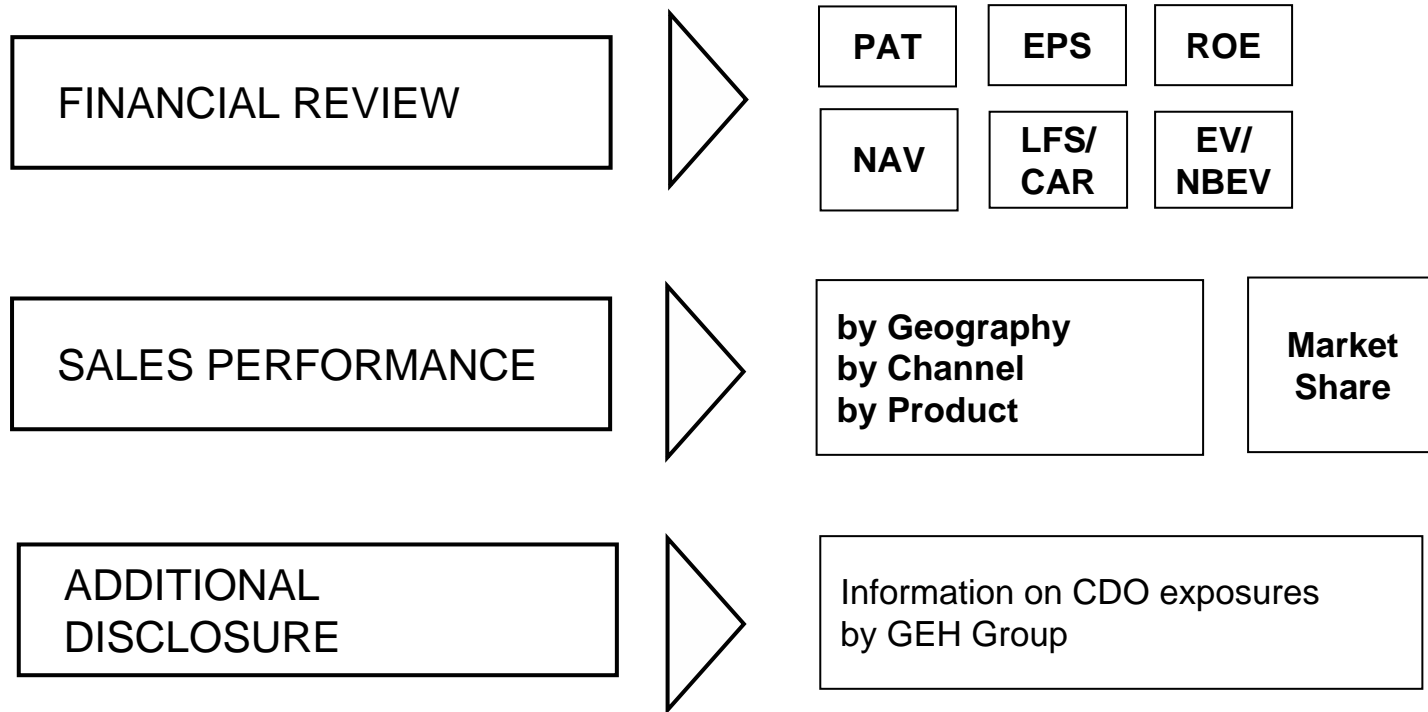 FINANCIAL REVIEW
PAT
EPS
ROE
NAV
LFS/
CAR
EV/
NBEV
SALES PERFORMANCE
by Geography
by Channel
by Product
Market
Share
ADDITIONAL
DISCLOSURE
Information on CDO exposures
by GEH Group